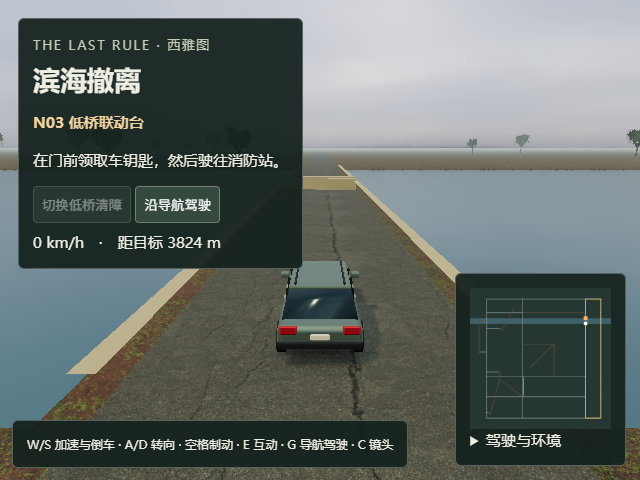 THE LAST RULE · 西雅图
滨海撤离
N03 低桥联动台
在门前领取车钥匙，然后驶往消防站。
切换低桥清障 沿导航驾驶
0 km/h · 距目标 3824 m
驾驶与环境
W/S 加速与倒车 · A/D 转向 · 空格制动 · E 互动 · G 导航驾驶 · C 镜头